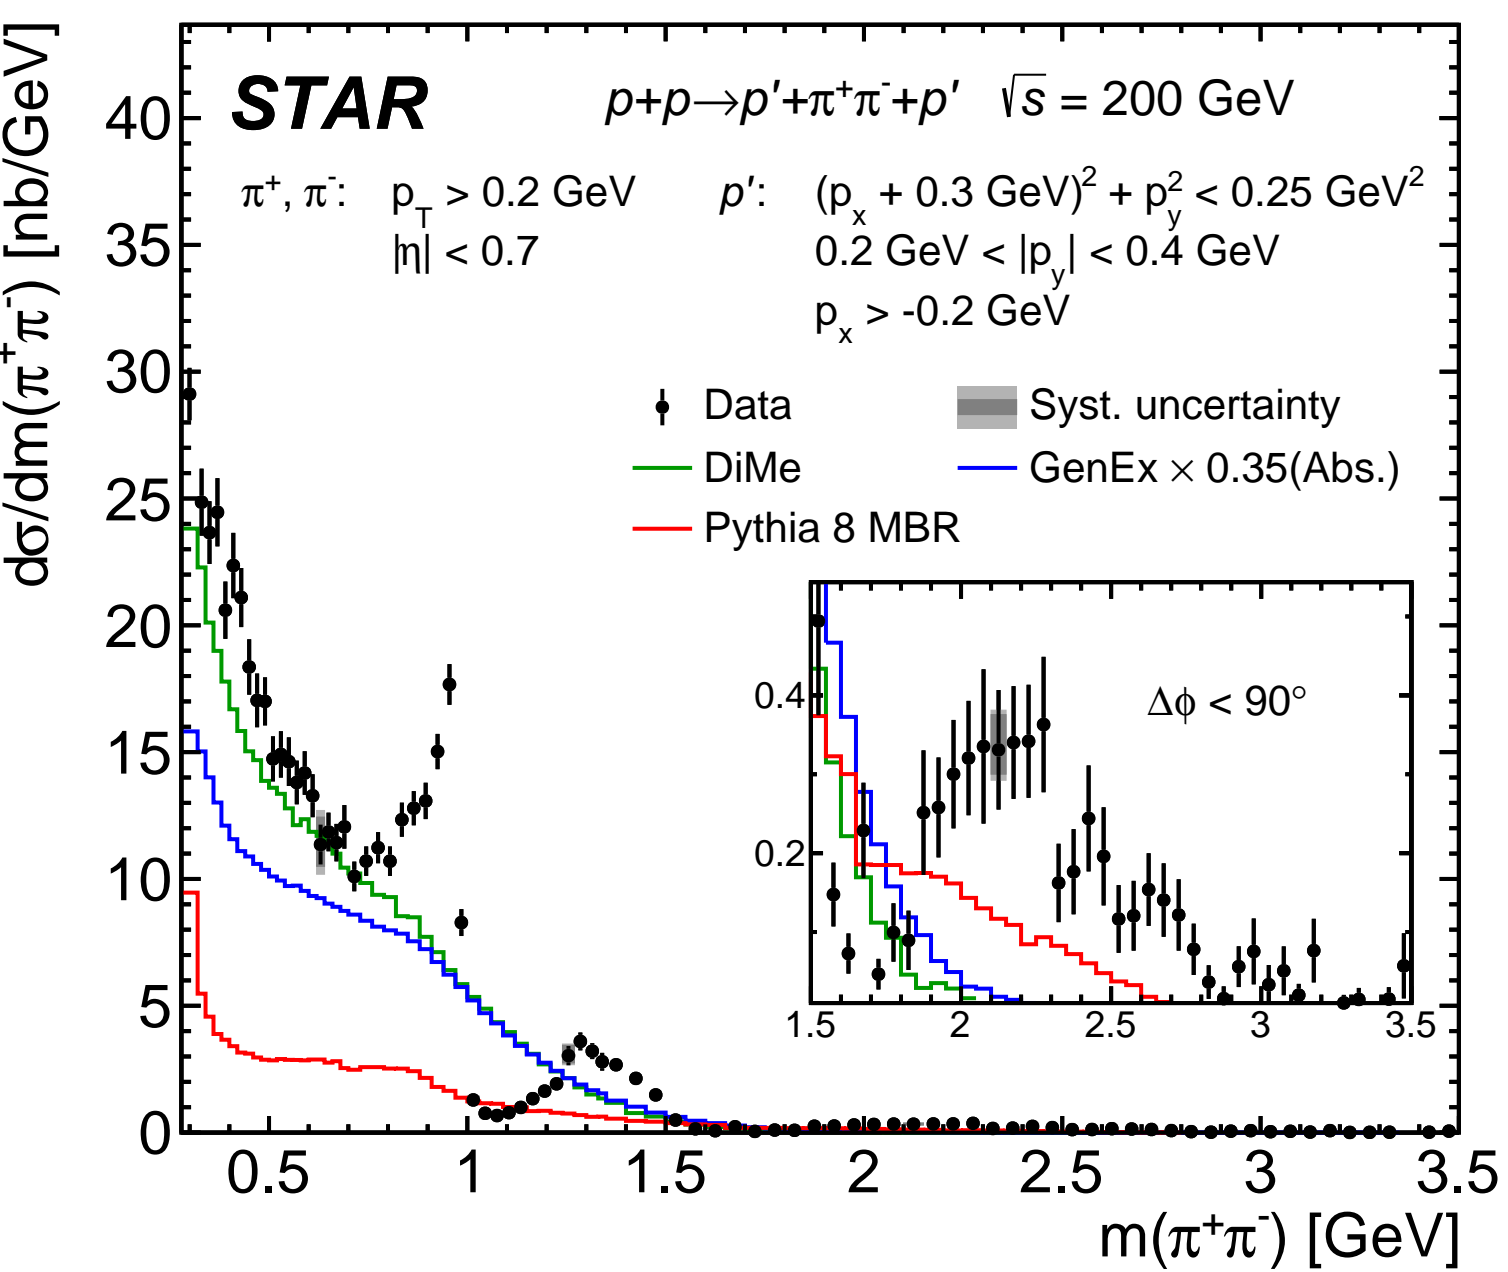 dσ/dm(π⁺π⁻) [nb/GeV]
STAR
p+p→p′+π⁺π⁻+p′ √s = 200 GeV
π⁺, π⁻: p_T > 0.2 GeV
|η| < 0.7
p′: (p_x + 0.3 GeV)² + p_y² < 0.25 GeV²
0.2 GeV < |p_y| < 0.4 GeV
p_x > -0.2 GeV
Data
Syst. uncertainty
DiMe
GenEx × 0.35(Abs.)
Pythia 8 MBR
40
35
30
25
20
15
10
5
0
Δϕ < 90°
0.4
0.2
1.5 2 2.5 3 3.5
0.5 1 1.5 2 2.5 3 3.5
m(π⁺π⁻) [GeV]